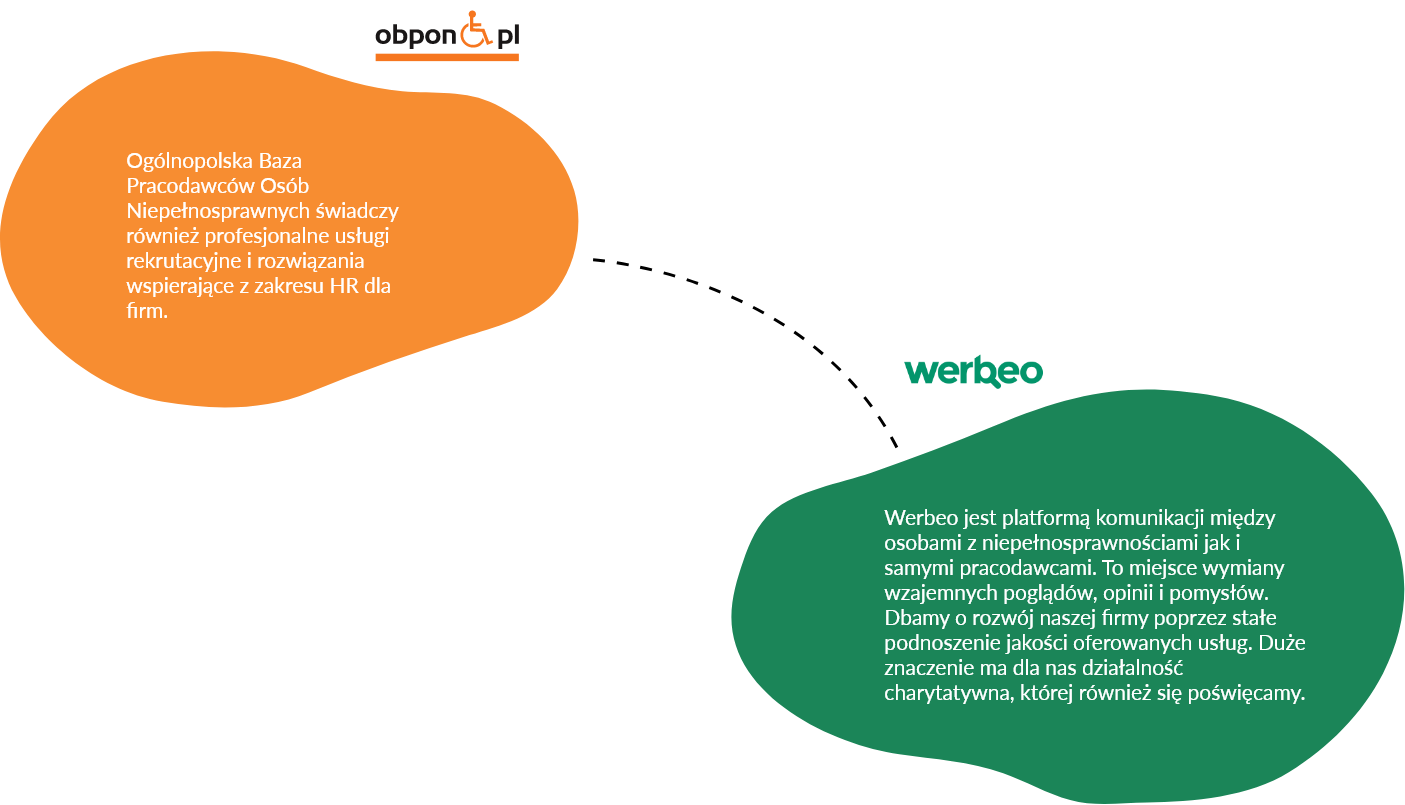 obpon.pl
Ogólnopolska Baza
Pracodawców Osób
Niepełnosprawnych świadczy
również profesjonalne usługi
rekrutacyjne i rozwiązania
wspierające z zakresu HR dla
firm.
werbeo
Werbeo jest platformą komunikacji między
osobami z niepełnosprawnościami jak i
samymi pracodawcami. To miejsce wymiany
wzajemnych poglądów, opinii i pomysłów.
Dbamy o rozwój naszej firmy poprzez stałe
podnoszenie jakości oferowanych usług. Duże
znaczenie ma dla nas działalność
charytatywna, której również się poświęcamy.